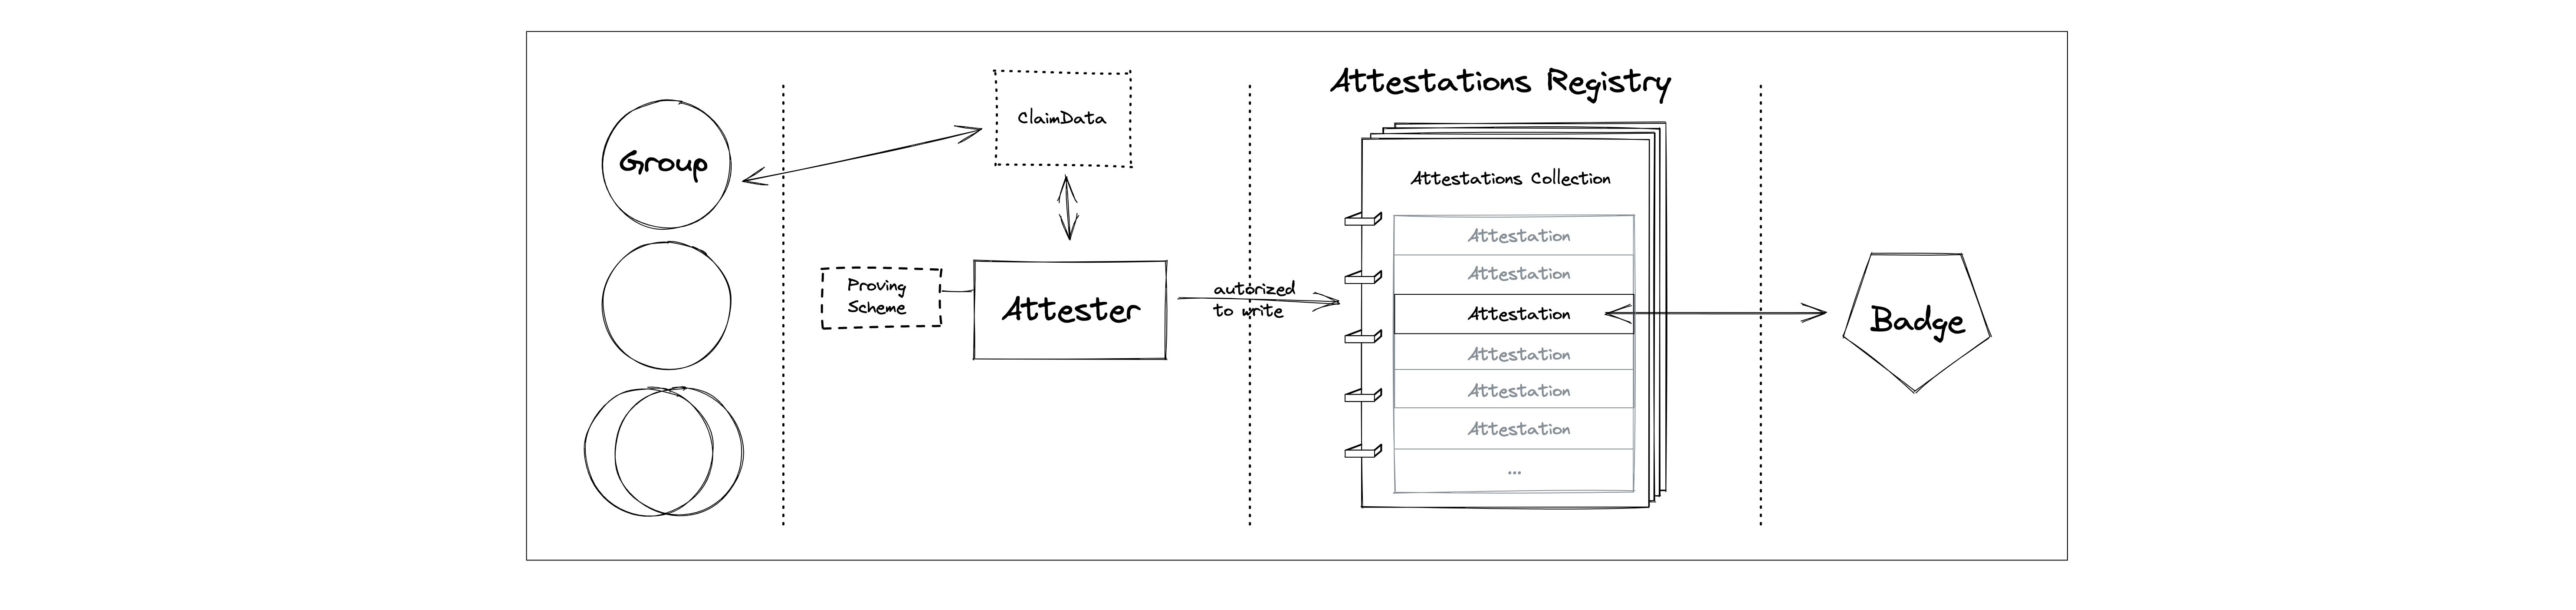 Group
ClaimData
Proving
Scheme
Attester
autorized
to write
Attestations Registry
Attestations Collection
Attestation
Attestation
Attestation
Attestation
Attestation
Attestation
...
Badge